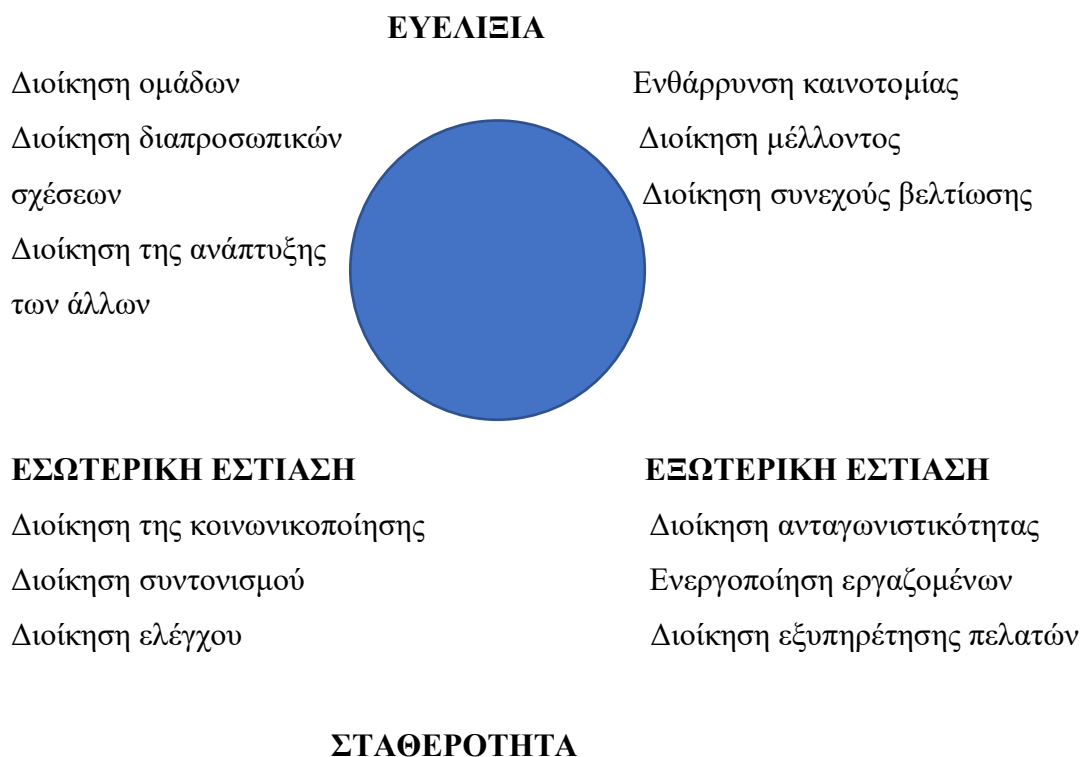 ΕΥΕΛΙΞΙΑ
Διοίκηση ομάδων
Διοίκηση διαπροσωπικών
σχέσεων
Διοίκηση της ανάπτυξης
των άλλων
Ενθάρρυνση καινοτομίας
Διοίκηση μέλλοντος
Διοίκηση συνεχούς βελτίωσης
ΕΣΩΤΕΡΙΚΗ ΕΣΤΙΑΣΗ
Διοίκηση της κοινωνικοποίησης
Διοίκηση συντονισμού
Διοίκηση ελέγχου
ΕΞΩΤΕΡΙΚΗ ΕΣΤΙΑΣΗ
Διοίκηση ανταγωνιστικότητας
Ενεργοποίηση εργαζομένων
Διοίκηση εξυπηρέτησης πελατών
ΣΤΑΘΕΡΟΤΗΤΑ